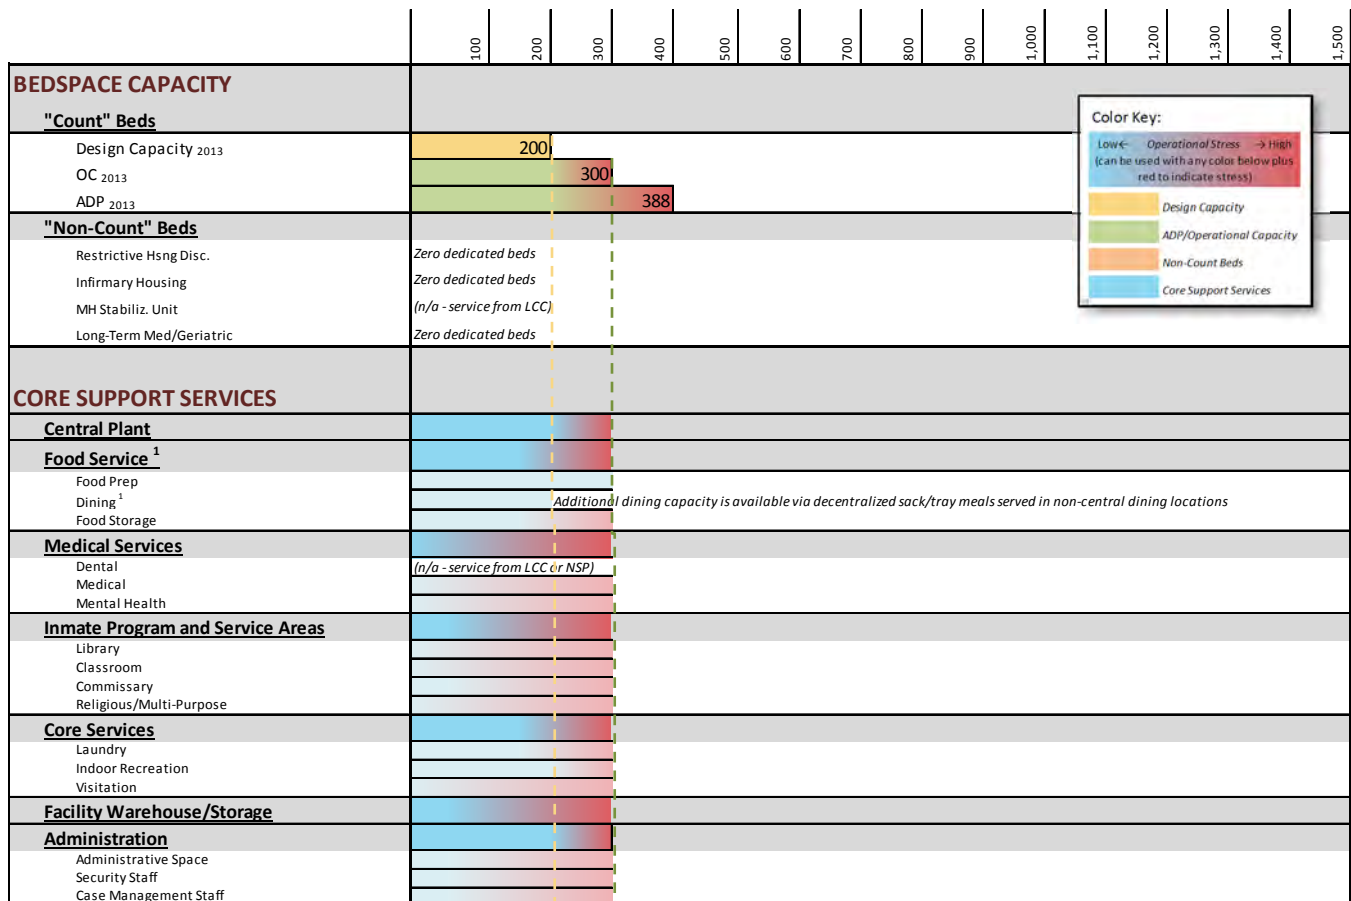 100 200 300 400 500 600 700 800 900 1,000 1,100 1,200 1,300 1,400 1,500
BEDSPACE CAPACITY
"Count" Beds
Design Capacity 2013 200
OC 2013 300
ADP 2013 388
"Non-Count" Beds
Restrictive Hsng Disc. Zero dedicated beds
Infirmary Housing Zero dedicated beds
MH Stabiliz. Unit (n/a - service from LCC)
Long-Term Med/Geriatric Zero dedicated beds
Color Key:
Low← Operational Stress → High
(can be used with any color below plus
red to indicate stress)
Design Capacity
ADP/Operational Capacity
Non-Count Beds
Core Support Services
CORE SUPPORT SERVICES
Central Plant
Food Service 1
Food Prep
Dining 1 Additional dining capacity is available via decentralized sack/tray meals served in non-central dining locations
Food Storage
Medical Services
Dental (n/a - service from LCC or NSP)
Medical
Mental Health
Inmate Program and Service Areas
Library
Classroom
Commissary
Religious/Multi-Purpose
Core Services
Laundry
Indoor Recreation
Visitation
Facility Warehouse/Storage
Administration
Administrative Space
Security Staff
Case Management Staff